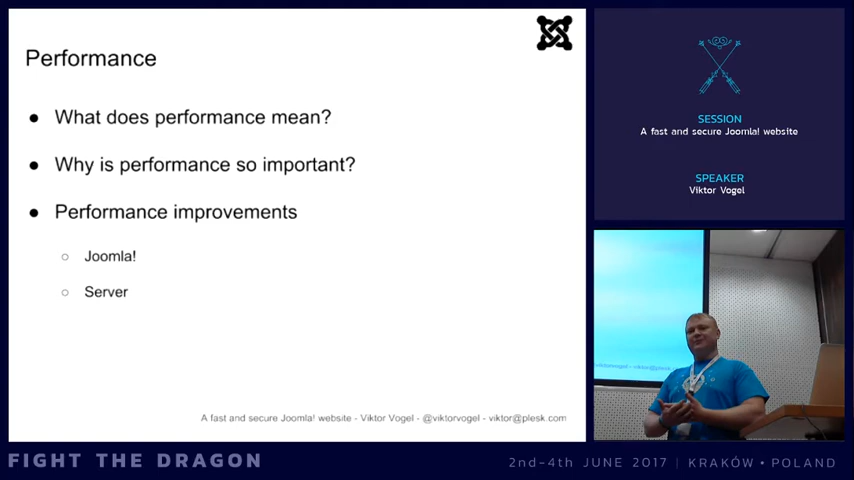 Performance
● What does performance mean?
● Why is performance so important?
● Performance improvements
○ Joomla!
○ Server
A fast and secure Joomla! website - Viktor Vogel - @viktorvogel - viktor@plesk.com
SESSION
A fast and secure Joomla! website
SPEAKER
Viktor Vogel
FIGHT THE DRAGON
2nd-4th JUNE 2017 | KRAKÓW • POLAND